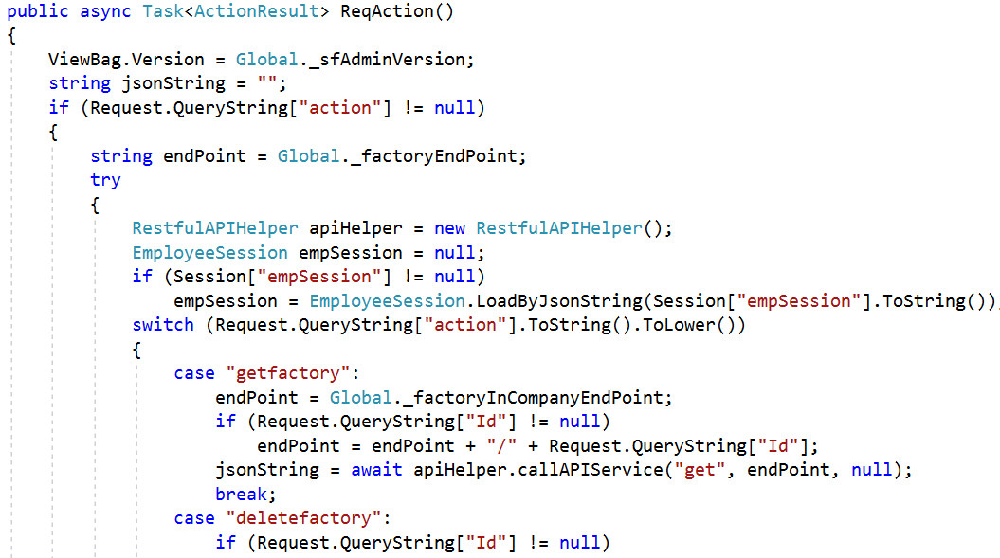 public async Task<ActionResult> ReqAction()
{
ViewBag.Version = Global._sfAdminVersion;
string jsonString = "";
if (Request.QueryString["action"] != null)
{
string endPoint = Global._factoryEndPoint;
try
{
RestfulAPIHelper apiHelper = new RestfulAPIHelper();
EmployeeSession empSession = null;
if (Session["empSession"] != null)
empSession = EmployeeSession.LoadByJsonString(Session["empSession"].ToString());
switch (Request.QueryString["action"].ToString().ToLower())
{
case "getfactory":
endPoint = Global._factoryInCompanyEndPoint;
if (Request.QueryString["Id"] != null)
endPoint = endPoint + "/" + Request.QueryString["Id"];
jsonString = await apiHelper.callAPIService("get", endPoint, null);
break;
case "deletefactory":
if (Request.QueryString["Id"] != null)